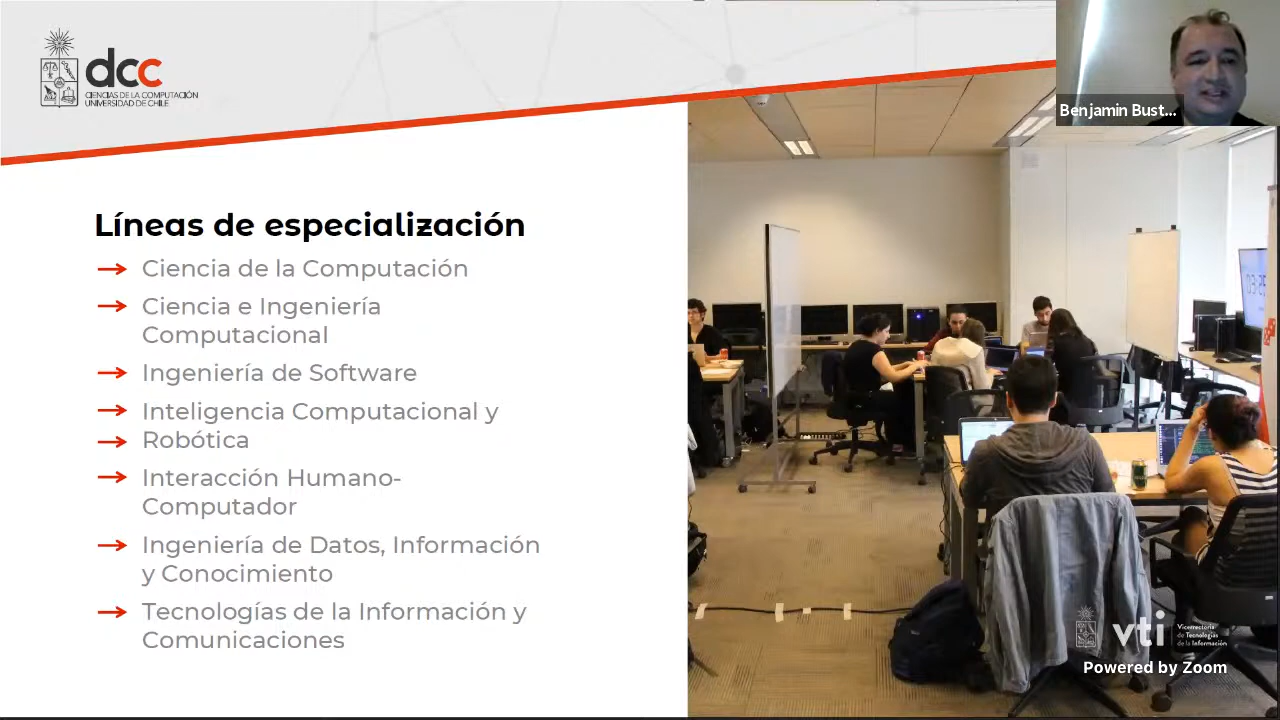 dcc
CIENCIAS DE LA COMPUTACIÓN
UNIVERSIDAD DE CHILE
Benjamin Bust...
Líneas de especialización
Ciencia de la Computación
Ciencia e Ingeniería
Computacional
Ingeniería de Software
Inteligencia Computacional y
Robótica
Interacción Humano-
Computador
Ingeniería de Datos, Información
y Conocimiento
Tecnologías de la Información y
Comunicaciones
vti
Vicerrectoría
de Tecnologías
de la Información
Powered by Zoom